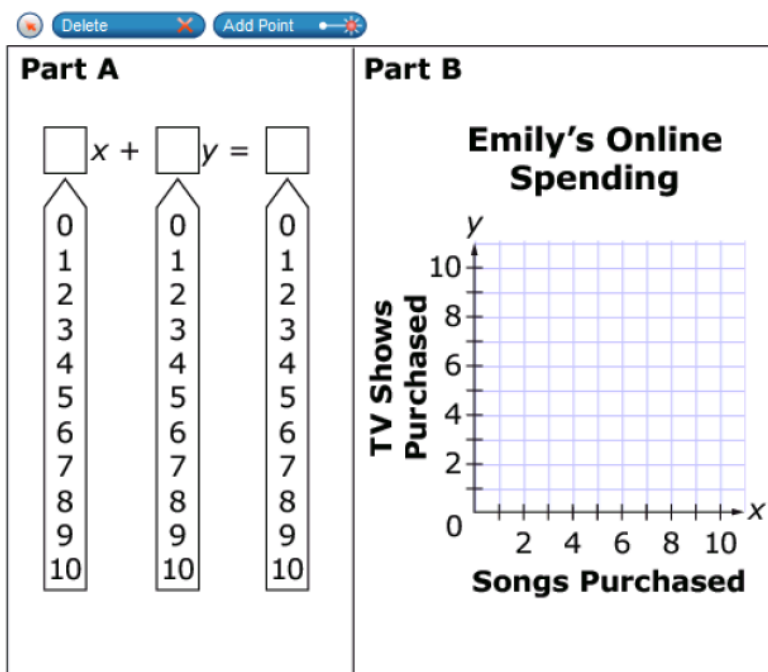 Delete
Add Point
Part A
x + y =
0 0 0
1 1 1
2 2 2
3 3 3
4 4 4
5 5 5
6 6 6
7 7 7
8 8 8
9 9 9
10 10 10
Part B
Emily's Online
Spending
y
TV Shows
Purchased
10
8
6
4
2
0
2 4 6 8 10
x
Songs Purchased